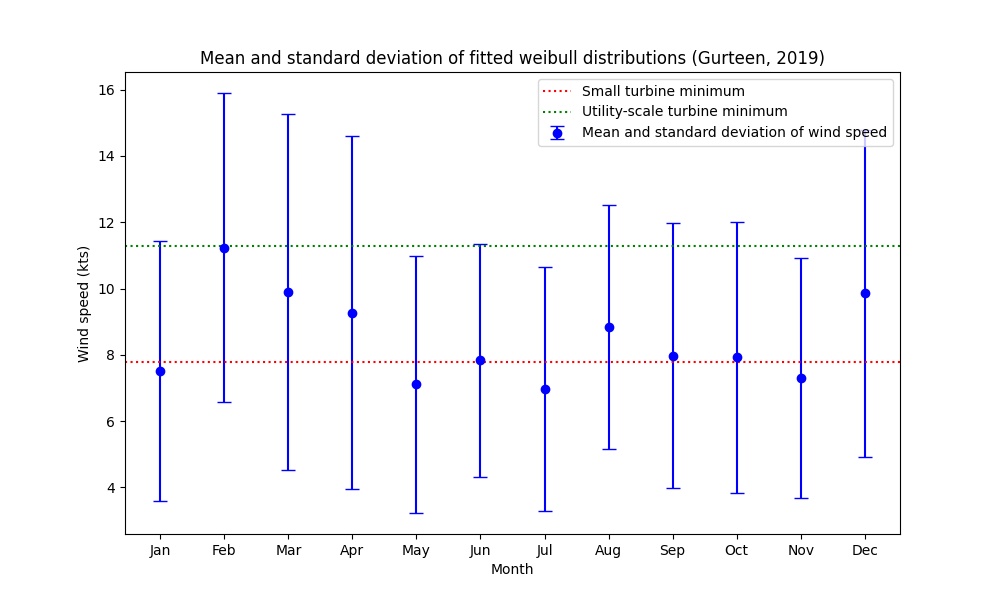 Mean and standard deviation of fitted weibull distributions (Gurteen, 2019)
Small turbine minimum
Utility-scale turbine minimum
Mean and standard deviation of wind speed
Wind speed (kts)
16
14
12
10
8
6
4
Jan Feb Mar Apr May Jun Jul Aug Sep Oct Nov Dec
Month